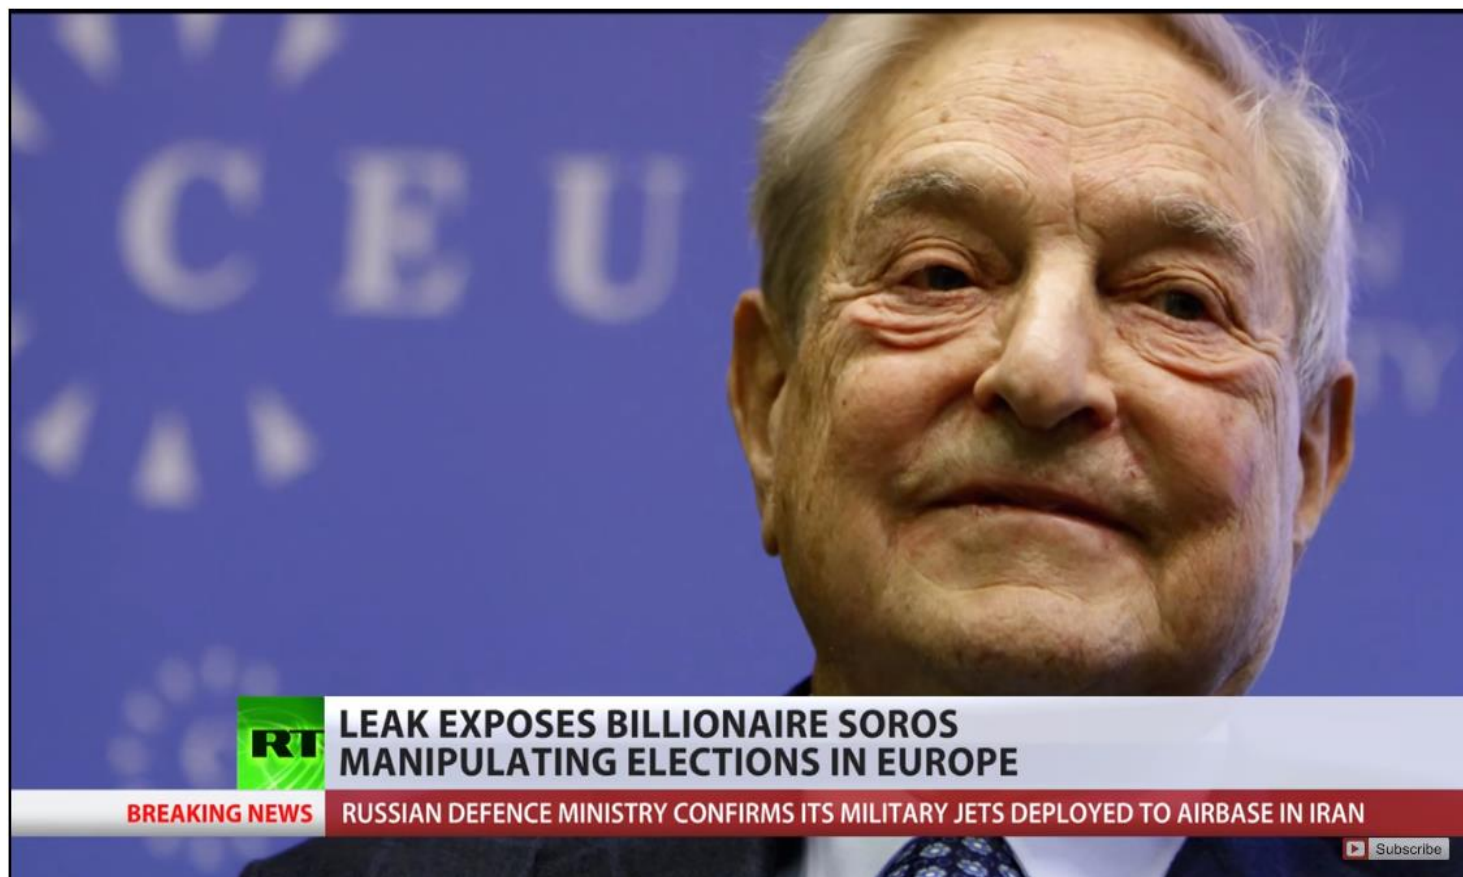 CEU
RT
LEAK EXPOSES BILLIONAIRE SOROS
MANIPULATING ELECTIONS IN EUROPE
BREAKING NEWS
RUSSIAN DEFENCE MINISTRY CONFIRMS ITS MILITARY JETS DEPLOYED TO AIRBASE IN IRAN
Subscribe